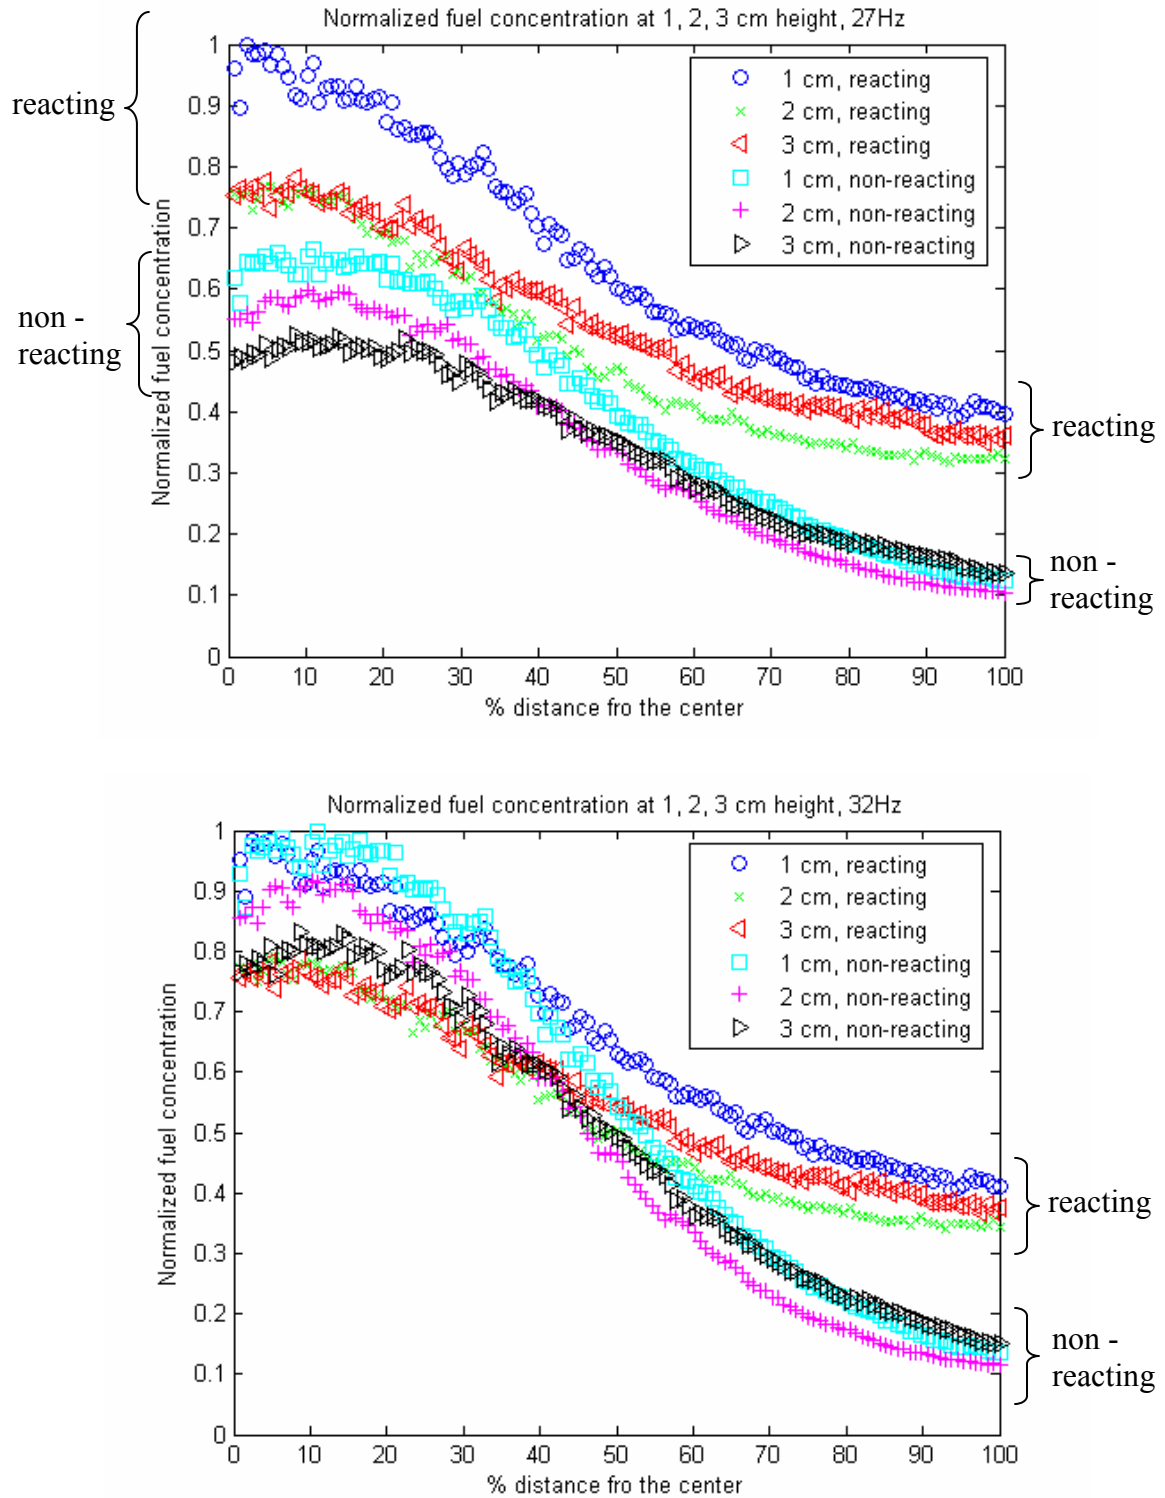 Normalized fuel concentration at 1, 2, 3 cm height, 27Hz
reacting
non -
reacting
Normalized fuel concentration
1
0.9
0.8
0.7
0.6
0.5
0.4
0.3
0.2
0.1
0
1 cm, reacting
2 cm, reacting
3 cm, reacting
1 cm, non-reacting
2 cm, non-reacting
3 cm, non-reacting
reacting
non -
reacting
0 10 20 30 40 50 60 70 80 90 100
% distance fro the center
Normalized fuel concentration at 1, 2, 3 cm height, 32Hz
Normalized fuel concentration
1
0.9
0.8
0.7
0.6
0.5
0.4
0.3
0.2
0.1
0
1 cm, reacting
2 cm, reacting
3 cm, reacting
1 cm, non-reacting
2 cm, non-reacting
3 cm, non-reacting
reacting
non -
reacting
0 10 20 30 40 50 60 70 80 90 100
% distance fro the center